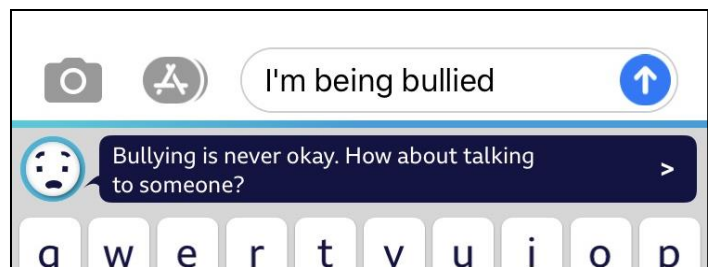 I'm being bullied
Bullying is never okay. How about talking
to someone?
>
q w e r t y u i o p